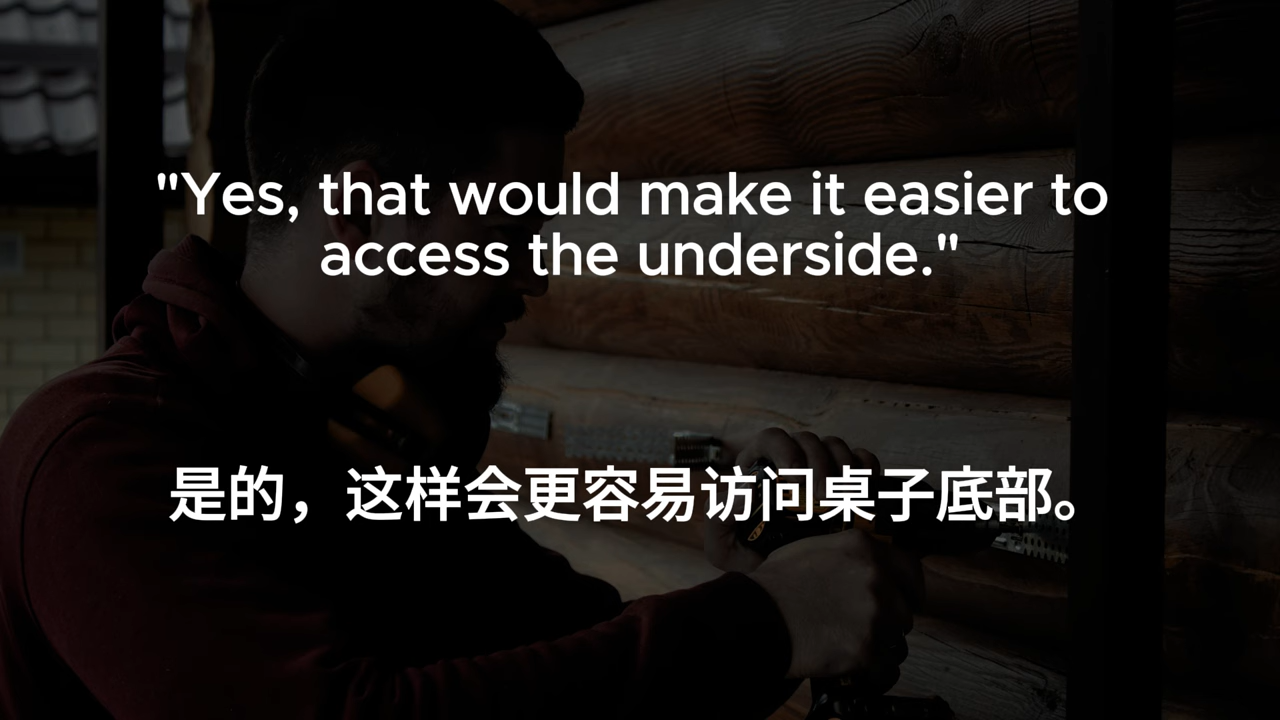 "Yes, that would make it easier to
access the underside."
是的，这样会更容易访问桌子底部。